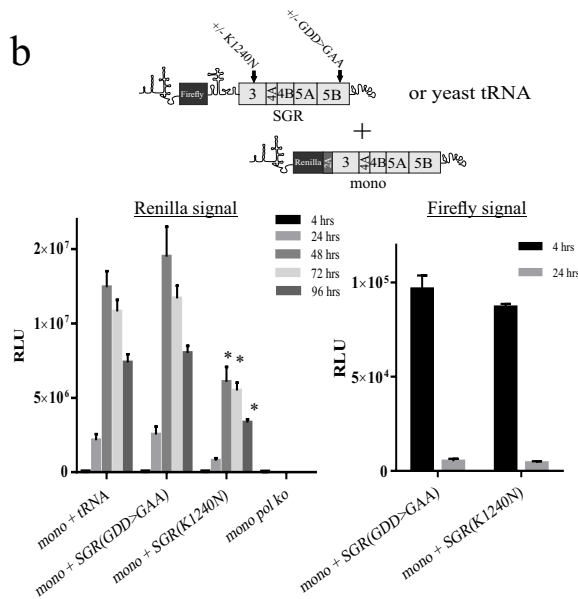 b
+/- K1240N
+/- GDD>GAA
Firefly
3
4A
4B
5A
5B
SGR
or yeast tRNA
+
Renilla
2A
3
4A
4B
5A
5B
mono
Renilla signal
4 hrs
24 hrs
48 hrs
72 hrs
96 hrs
RLU
2×10⁷
1×10⁷
5×10⁶
0
* * *
mono + tRNA
mono + SGR(GDD>GAA)
mono + SGR(K1240N)
mono pol ko
Firefly signal
4 hrs
24 hrs
RLU
1×10⁵
5×10⁴
0
mono + SGR(GDD>GAA)
mono + SGR(K1240N)